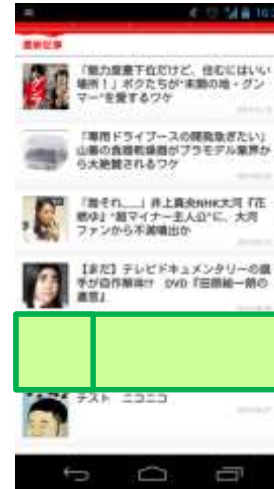 最新記事
「魅力度最下位だけど、住むにはいい
場所！」ボクたちが"未開の地・グン
マー"を愛するワケ
「専用ドライブースの開発急ぎたい」
山善の食器乾燥機がプラモデル業界か
ら大絶賛されるワケ
「誰それ……」井上真央NHK大河『花
燃ゆ』"超マイナー主人公"に、大河
ファンから不満噴出か
【まだ】テレビドキュメンタリーの旗
手が自作解体!? DVD『田原総一朗の
遺言』
テスト ニコニコ